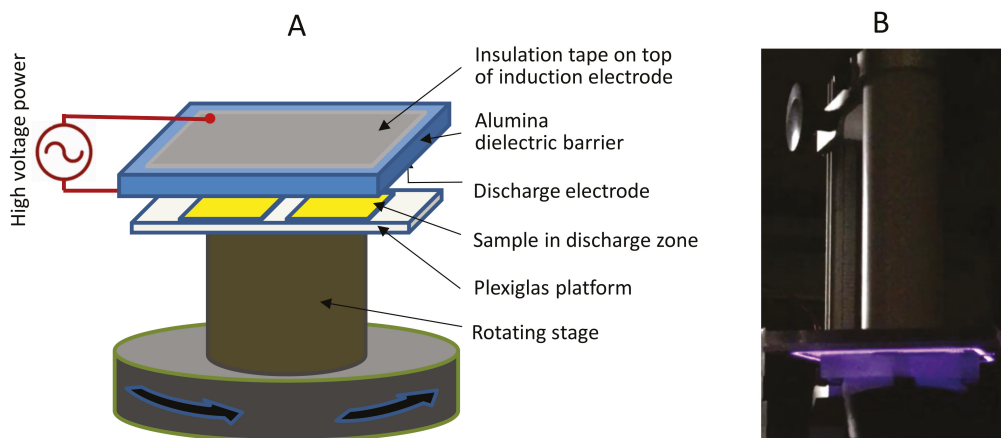 A
B
High voltage power
Insulation tape on top
of induction electrode
Alumina
dielectric barrier
Discharge electrode
Sample in discharge zone
Plexiglas platform
Rotating stage